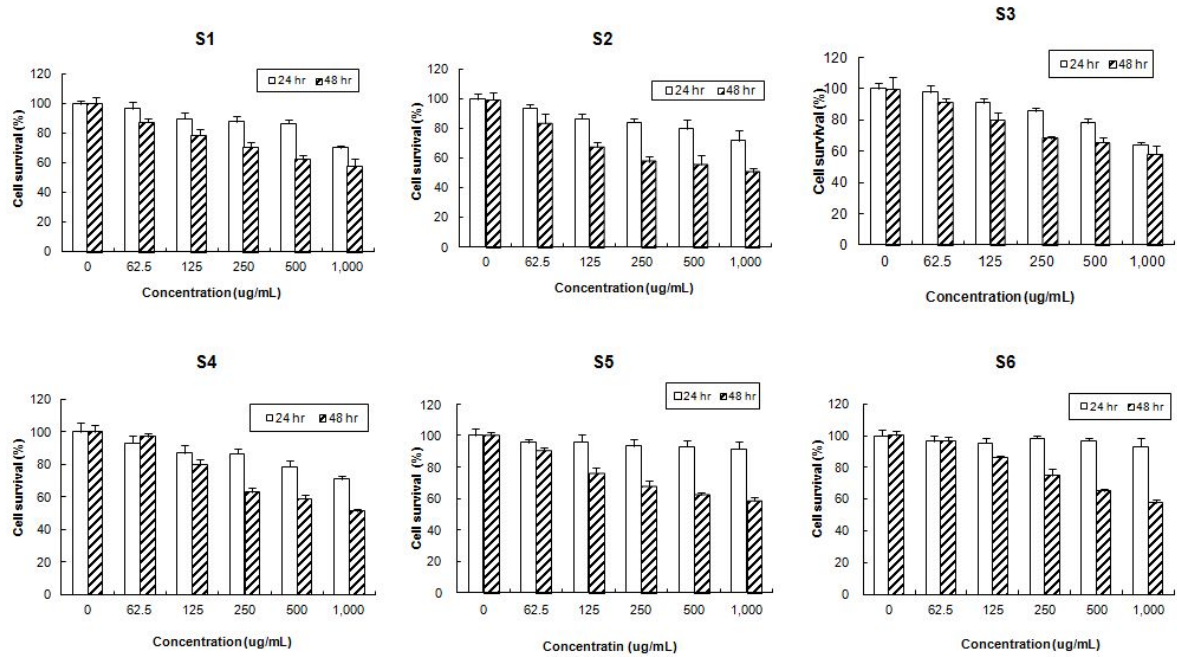 S1
24 hr 48 hr
Cell survival (%)
120
100
80
60
40
20
0
0 62.5 125 250 500 1,000
Concentration (ug/mL)
S2
24 hr 48 hr
Cell survival (%)
120
100
80
60
40
20
0
0 62.5 125 250 500 1,000
Concentration (ug/mL)
S3
24 hr 48 hr
Cell survival (%)
120
100
80
60
40
20
0
0 62.5 125 250 500 1,000
Concentration (ug/mL)
S4
24 hr 48 hr
Cell survival (%)
120
100
80
60
40
20
0
0 62.5 125 250 500 1,000
Concentration (ug/mL)
S5
24 hr 48 hr
Cell survival (%)
120
100
80
60
40
20
0
0 62.5 125 250 500 1,000
Concentratin (ug/mL)
S6
24 hr 48 hr
Cell survival (%)
120
100
80
60
40
20
0
0 62.5 125 250 500 1,000
Concentration (ug/mL)